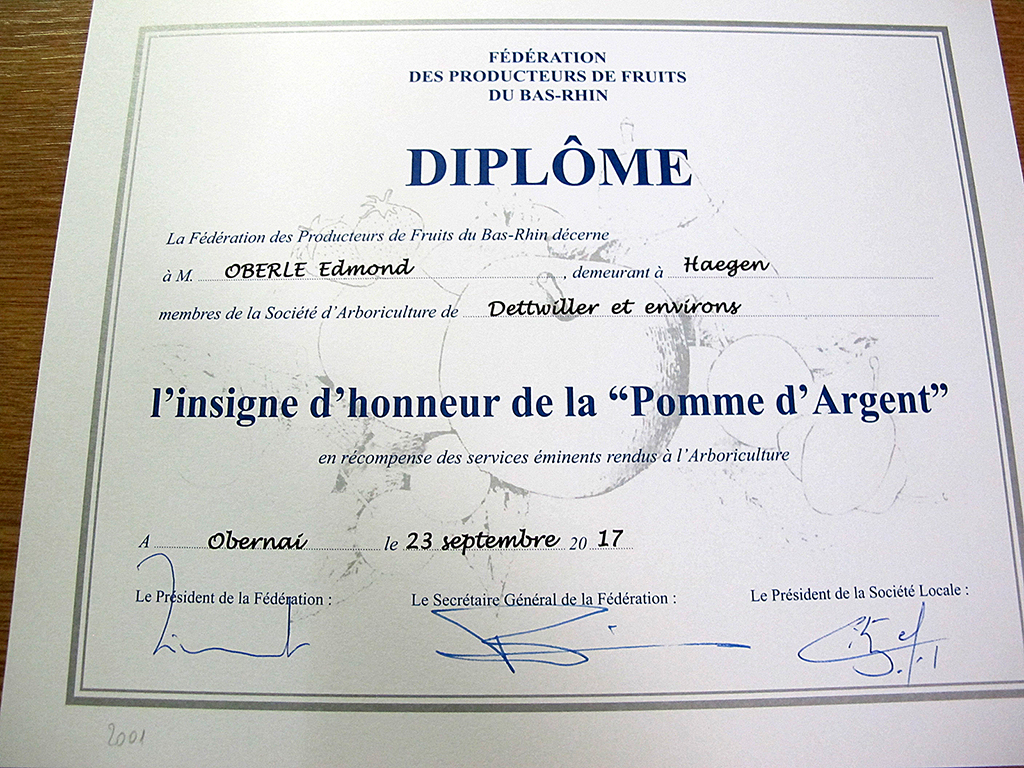 FÉDÉRATION
DES PRODUCTEURS DE FRUITS
DU BAS-RHIN
DIPLÔME
La Fédération des Producteurs de Fruits du Bas-Rhin décerne
à M. OBERLE Edmond, demeurant à Haegen
membres de la Société d'Arboriculture de Dettwiller et environs
l'insigne d'honneur de la “Pomme d'Argent”
en récompense des services éminents rendus à l'Arboriculture
A Obernai le 23 septembre 20 17
Le Président de la Fédération :
Le Secrétaire Général de la Fédération :
Le Président de la Société Locale :
2001